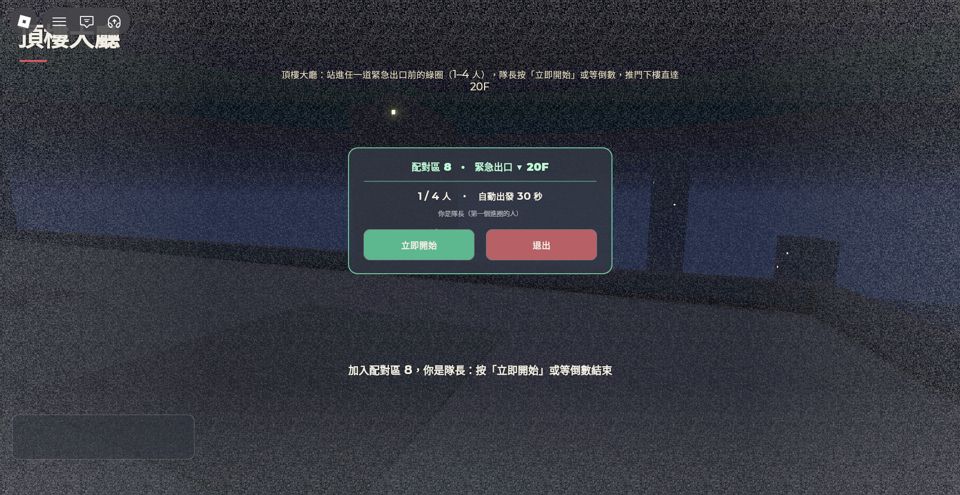 頂樓大廳
頂樓大廳：站進任一道緊急出口前的綠圈（1–4 人），隊長按「立即開始」或等倒數，推門下樓直達
20F
配對區 8 • 緊急出口 ▼ 20F
1 / 4 人 • 自動出發 30 秒
你是隊長（第一個進圈的人）
立即開始
退出
加入配對區 8，你是隊長：按「立即開始」或等倒數結束